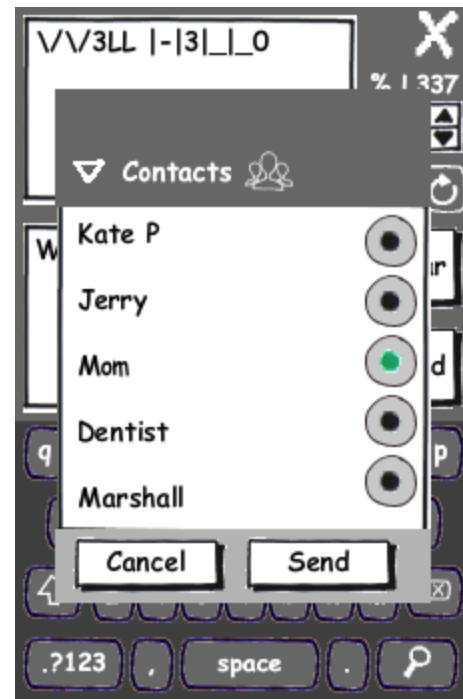 \/\/3LL |-|3|_|_0
% 1337
Contacts
W
r
Kate P
Jerry
Mom
d
Dentist
q
p
Marshall
Cancel
Send
.?123
,
space
.